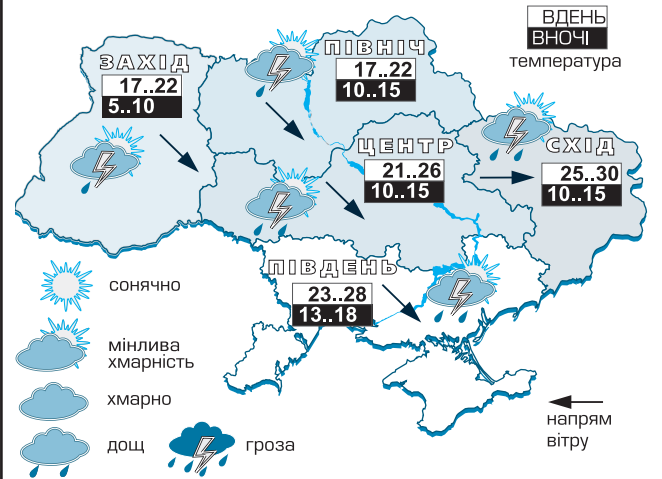 ВДЕНЬ
ВНОЧІ
температура
ЗАХІД
17..22
5..10
ПІВНІЧ
17..22
10..15
ЦЕНТР
21..26
10..15
СХІД
25..30
10..15
ПІВДЕНЬ
23..28
13..18
сонячно
мінлива
хмарність
хмарно
дощ
гроза
напрям
вітру